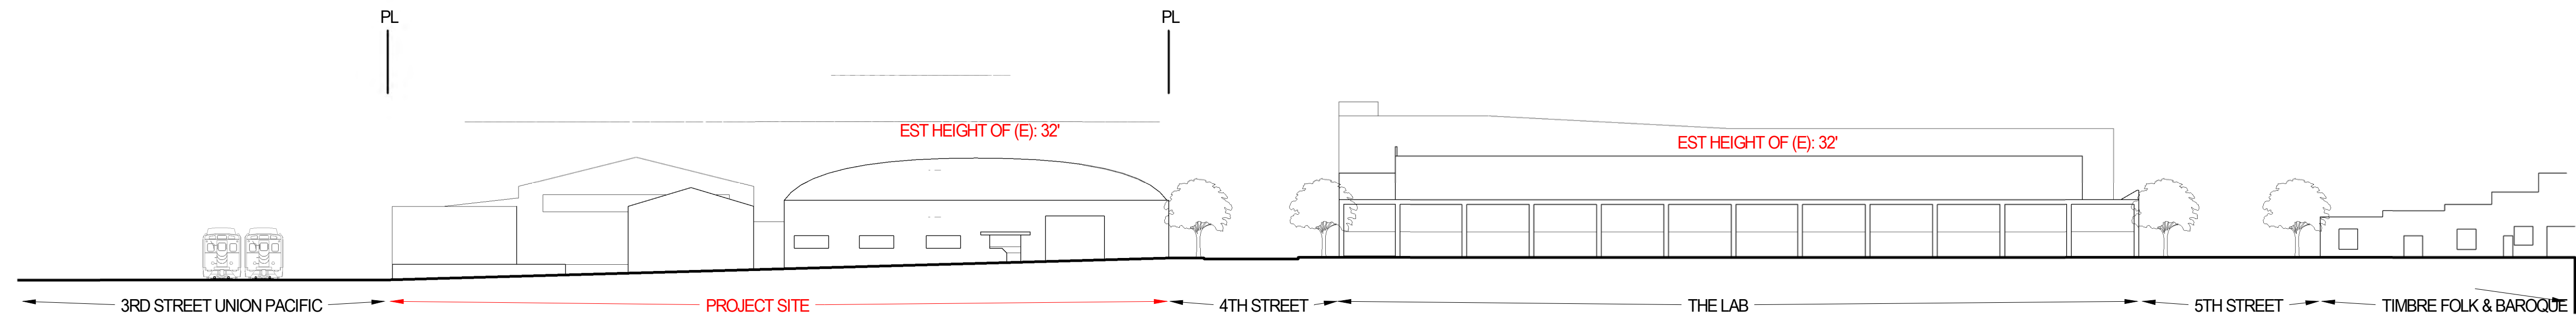 PL
PL
EST HEIGHT OF (E): 32'
EST HEIGHT OF (E): 32'
3RD STREET UNION PACIFIC
PROJECT SITE
4TH STREET
THE LAB
5TH STREET
TIMBRE FOLK & BAROQUE